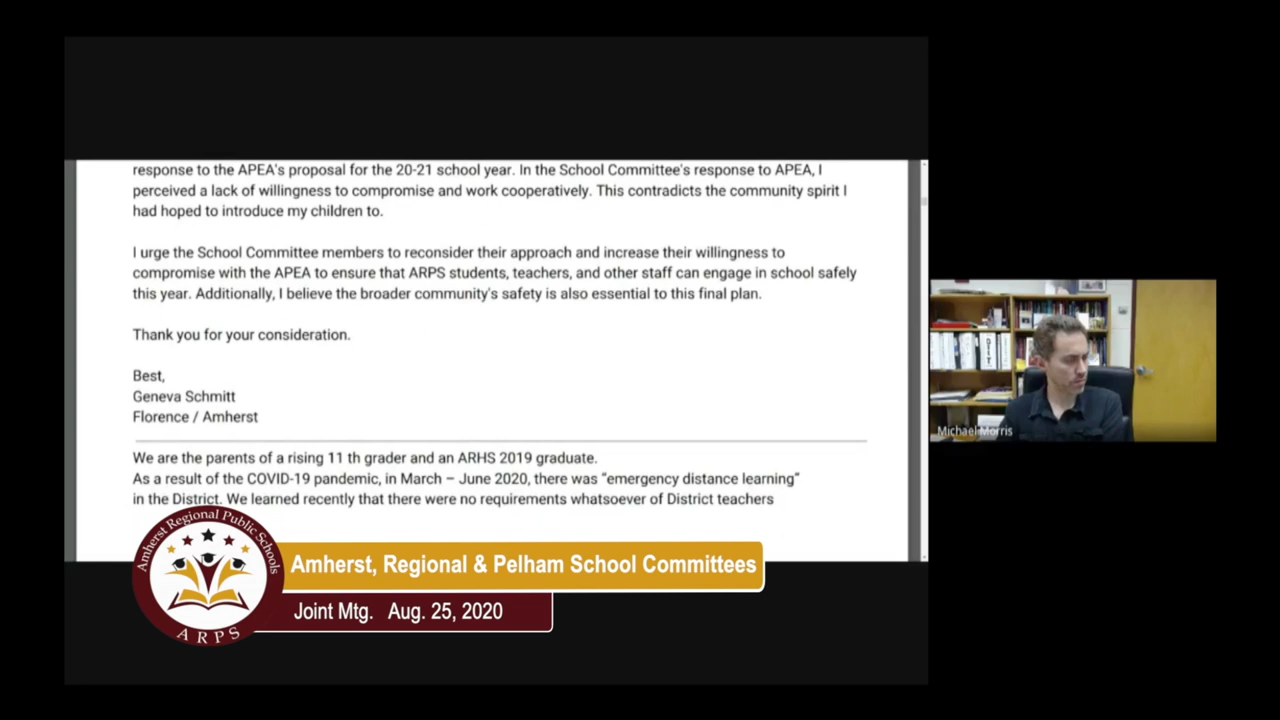 response to the APEA's proposal for the 20-21 school year. In the School Committee's response to APEA, I
perceived a lack of willingness to compromise and work cooperatively. This contradicts the community spirit I
had hoped to introduce my children to.
I urge the School Committee members to reconsider their approach and increase their willingness to
compromise with the APEA to ensure that ARPS students, teachers, and other staff can engage in school safely
this year. Additionally, I believe the broader community's safety is also essential to this final plan.
Thank you for your consideration.
Best,
Geneva Schmitt
Florence / Amherst
We are the parents of a rising 11 th grader and an ARHS 2019 graduate.
As a result of the COVID-19 pandemic, in March – June 2020, there was “emergency distance learning”
in the District. We learned recently that there were no requirements whatsoever of District teachers
Michael Morris
Amherst Regional Public Schools
ARPS
Amherst, Regional & Pelham School Committees
Joint Mtg. Aug. 25, 2020